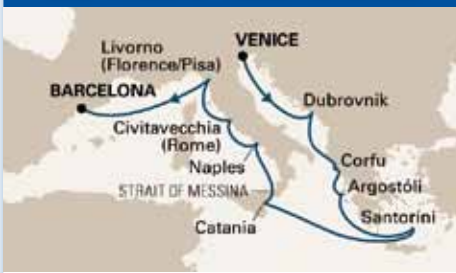 Livorno
(Florence/Pisa)
VENICE
BARCELONA
Dubrovnik
Civitavecchia
(Rome)
Corfu
Naples
STRAIT OF MESSINA
Argostóli
Catania
Santorini